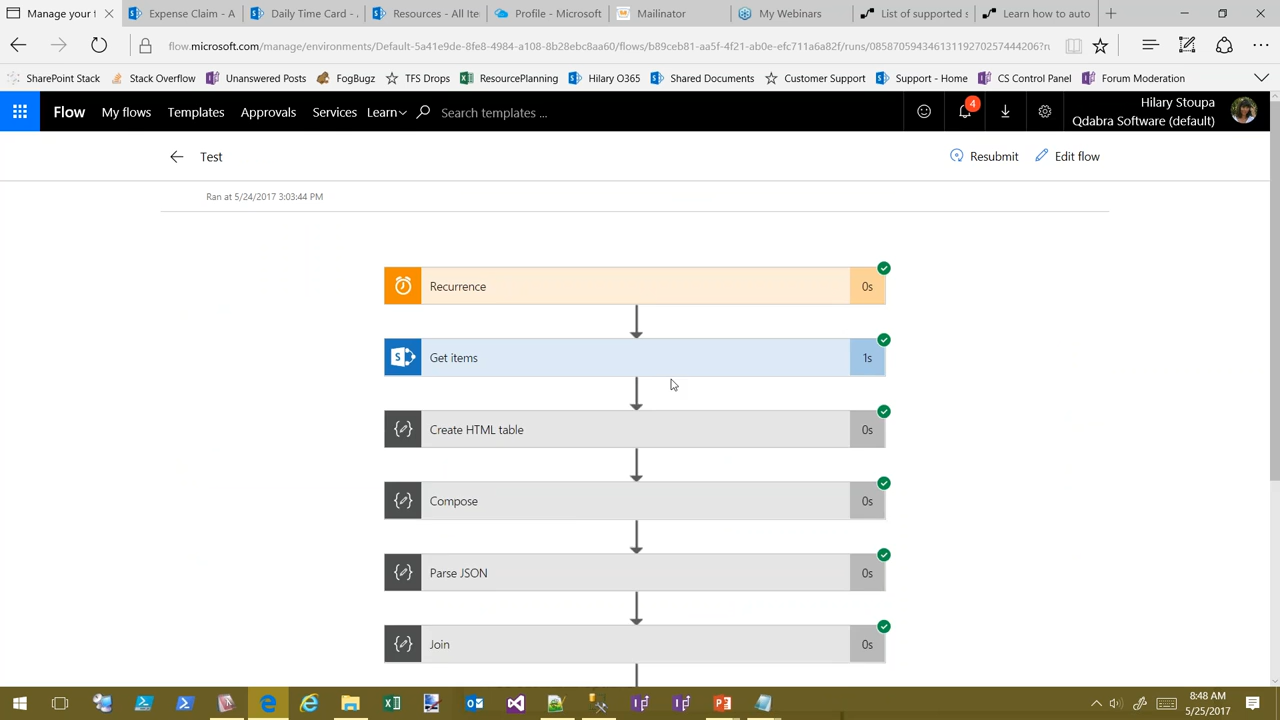 Manage your f
Expense Claim - A
Daily Time Card -
Resources - All Ite
Profile - Microsoft
Mailinator
My Webinars
List of supported s
Learn how to auto
flow.microsoft.com/manage/environments/Default-5a41e9de-8fe8-4984-a108-8b28ebc8aa60/flows/b89ceb81-aa5f-4f21-ab0e-efc711a6a82f/runs/08587059434613119270257444206?n
SharePoint Stack
Stack Overflow
Unanswered Posts
FogBugz
TFS Drops
ResourcePlanning
Hilary O365
Shared Documents
Customer Support
Support - Home
CS Control Panel
Forum Moderation
Flow
My flows
Templates
Approvals
Services
Learn
Search templates ...
4
Hilary Stoupa
Qdabra Software (default)
Test
Resubmit
Edit flow
Ran at 5/24/2017 3:03:44 PM
Recurrence 0s
Get items 1s
Create HTML table 0s
Compose 0s
Parse JSON 0s
Join 0s
8:48 AM
5/25/2017